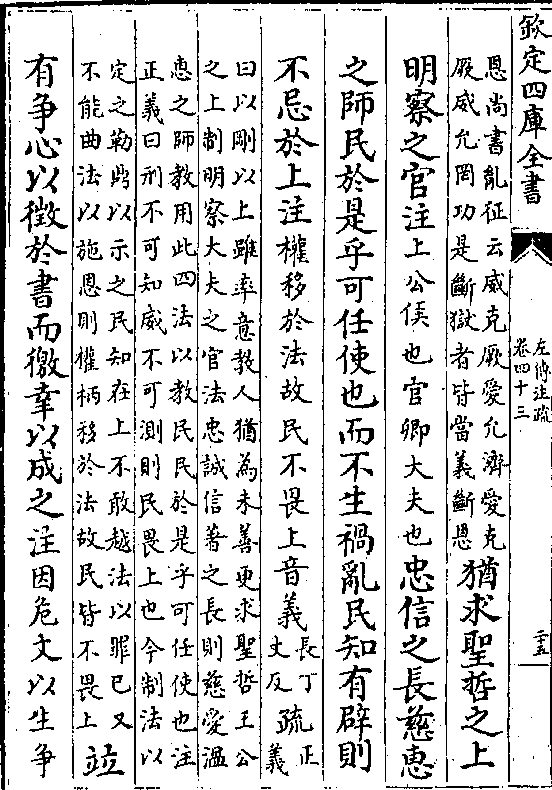 欽定四庫全書
左傳注疏
卷四十三
二十五
恩尚書𦙍征云威克厥愛允濟愛克
厥威允罔功是斷獄者皆當義斷恩
猶求聖哲之上
明察之官注上公侯也官卿大夫也忠信之長慈惠
之師民於是乎可任使也而不生禍亂民知有辟則
不忌於上注權移於法故民不畏上音義
長丁
丈反
疏
正
義
曰以剛以上雖率意教人猶為未善更求聖哲王公
之上制明察大夫之官法忠誠信著之長則慈愛温
惠之師教用此四法以教民民於是乎可任使也注
正義曰刑不可知威不可測則民畏上也今制法以
定之勒鼎以示之民知在上不敢越法以罪已又
不能曲法以施恩則權柄移於法故民皆不畏上
竝
有爭心以徵於書而徼幸以成之注因危文以生爭